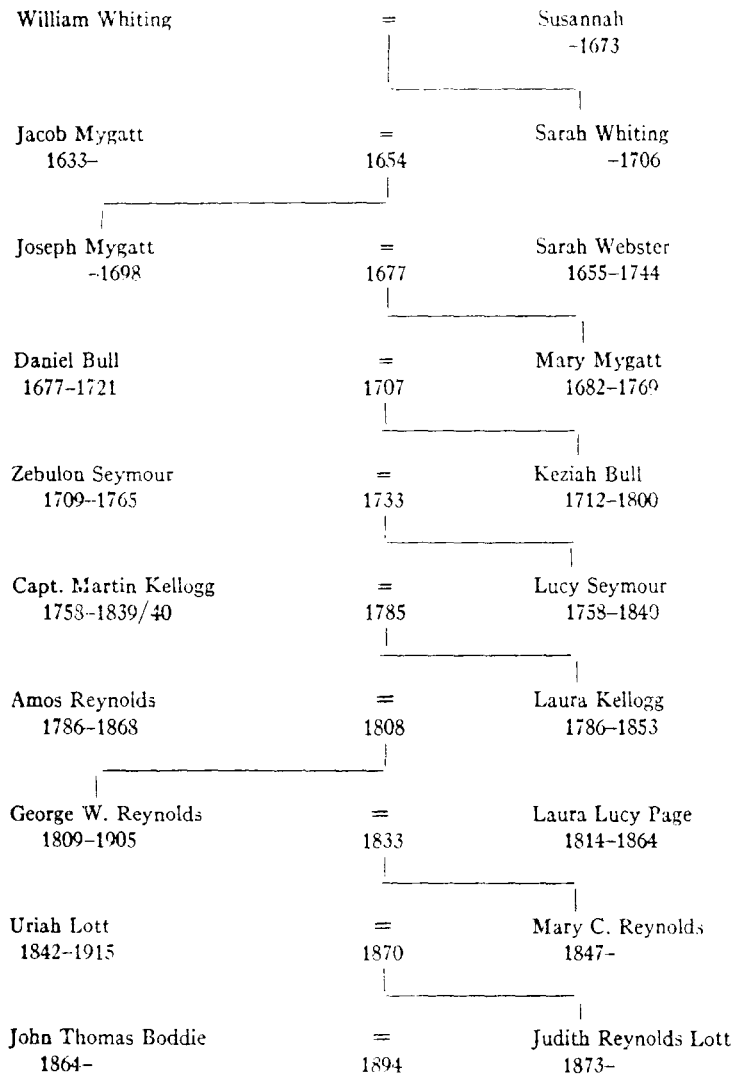 William Whiting = Susannah
-1673
Jacob Mygatt = Sarah Whiting
1633- 1654 -1706
Joseph Mygatt = Sarah Webster
-1698 1677 1655-1744
Daniel Bull = Mary Mygatt
1677-1721 1707 1682-1769
Zebulon Seymour = Keziah Bull
1709-1765 1733 1712-1800
Capt. Martin Kellogg = Lucy Seymour
1758-1839/40 1785 1758-1840
Amos Reynolds = Laura Kellogg
1786-1868 1808 1786-1853
George W. Reynolds = Laura Lucy Page
1809-1905 1833 1814-1864
Uriah Lott = Mary C. Reynolds
1842-1915 1870 1847-
John Thomas Boddie = Judith Reynolds Lott
1864- 1894 1873-